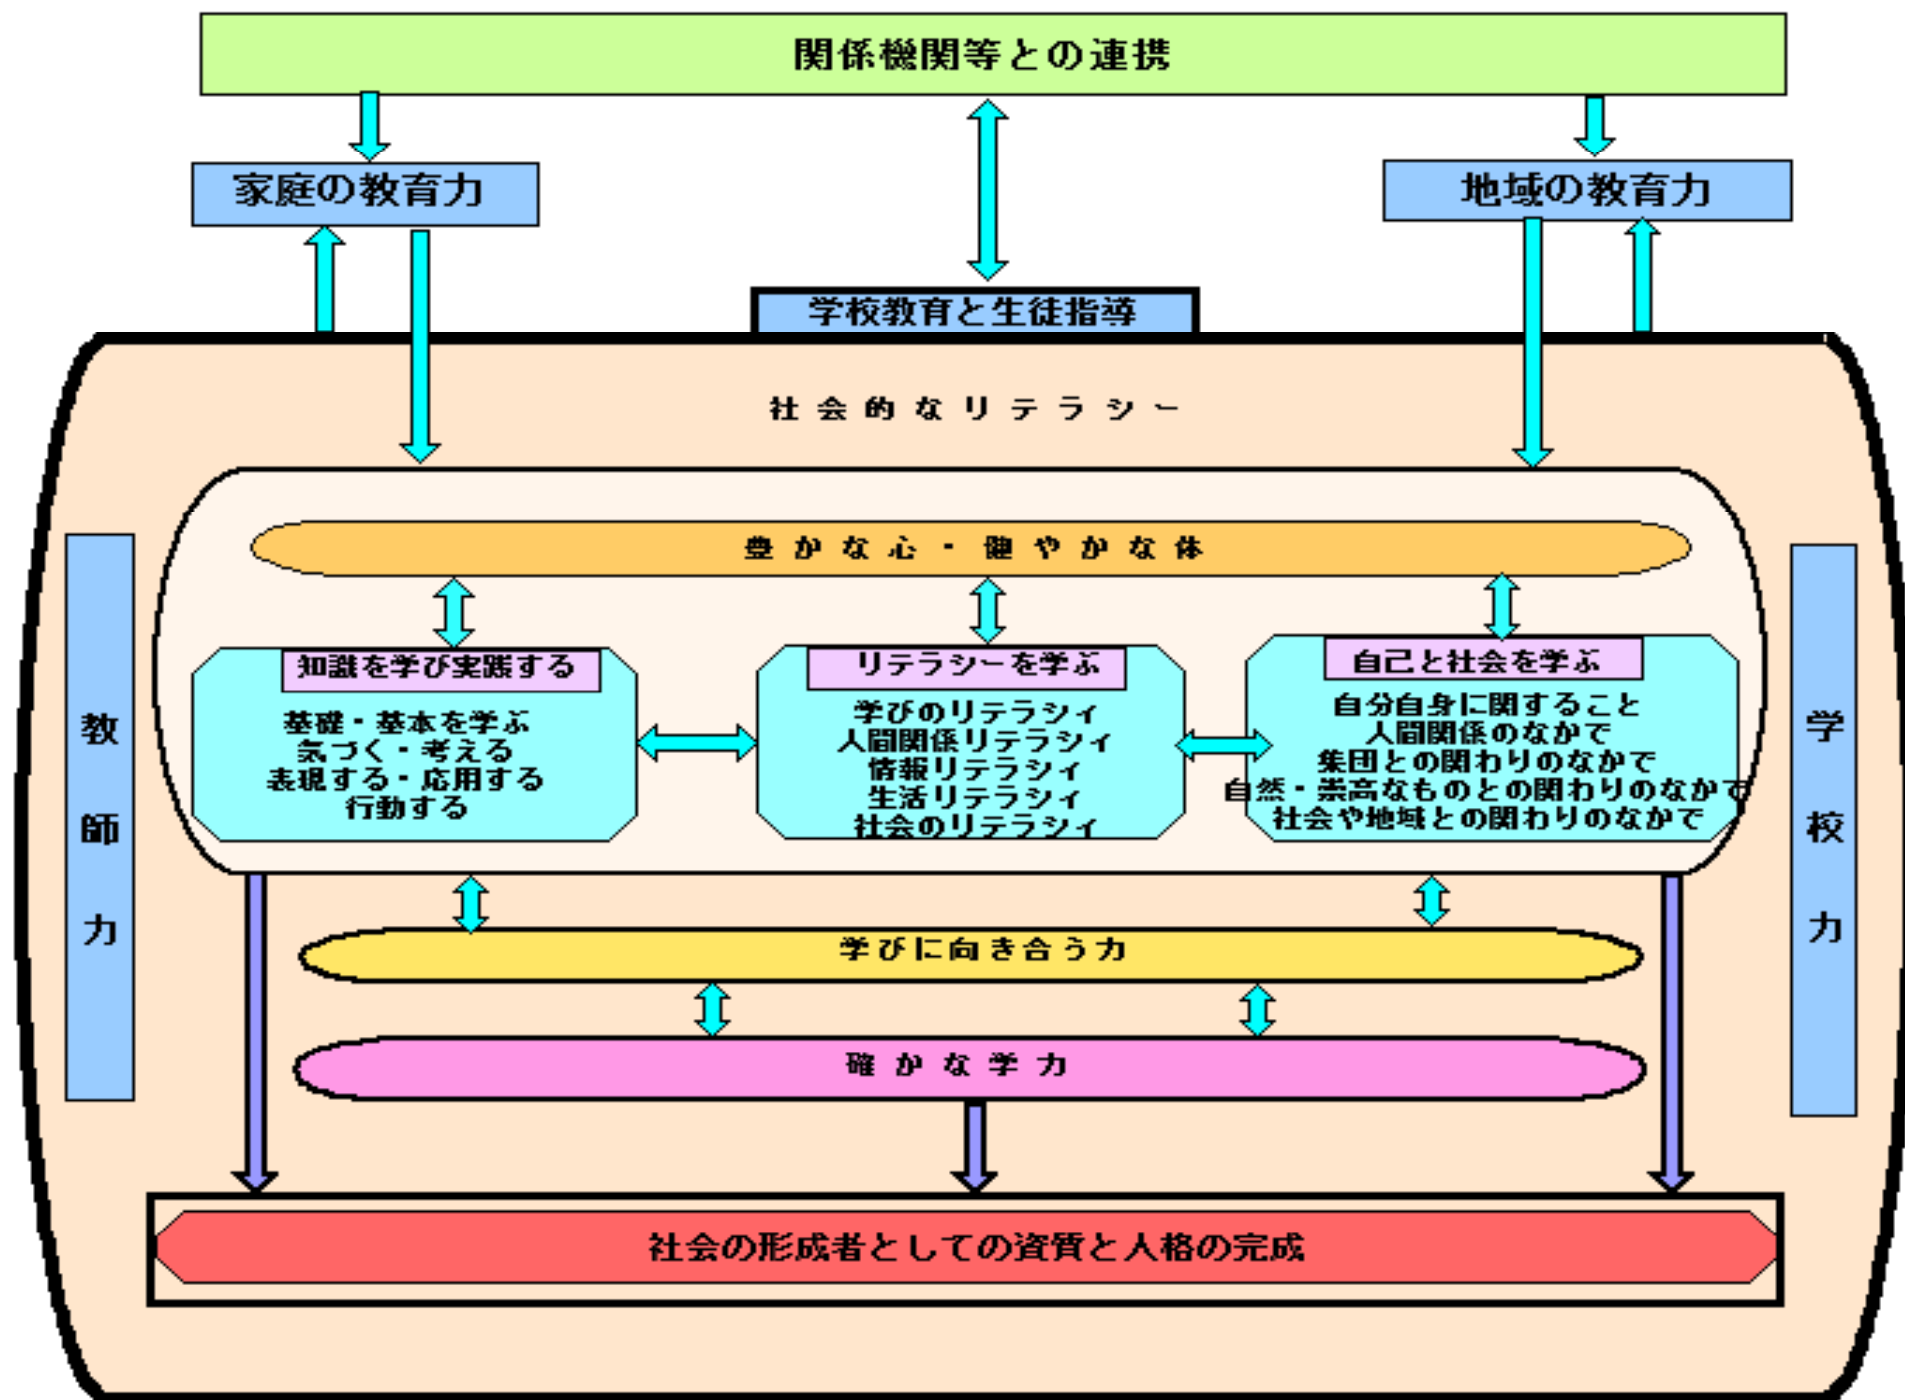 関係機関等との連携
家庭の教育力
地域の教育力
学校教育と生徒指導
社会的なリテラシー
豊かな心・健やかな体
知識を学び実践する
基礎・基本を学ぶ
気づく・考える
表現する・応用する
行動する
リテラシーを学ぶ
学びのリテラシィ
人間関係リテラシィ
情報リテラシィ
生活リテラシィ
社会のリテラシィ
自己と社会を学ぶ
自分自身に関すること
人間関係のなかで
集団との関わりのなかで
自然・崇高なものとの関わりのなかで
社会や地域との関わりのなかで
教師力
学校力
学びに向き合う力
確かな学力
社会の形成者としての資質と人格の完成